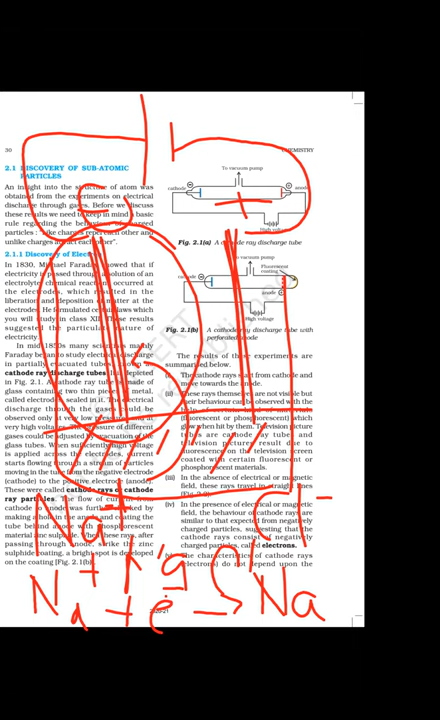 30
CHEMISTRY
2.1 DISCOVERY OF SUB-ATOMIC
PARTICLES
An insight into the structure of atom was
obtained from the experiments on electrical
discharge through gases. Before we discuss
these results we need to keep in mind a basic
rule regarding the behaviour of charged
particles : "Like charges repel each other and
unlike charges attract each other".
2.1.1 Discovery of Electron
In 1830, Michael Faraday showed that if
electricity is passed through a solution of an
electrolyte, chemical reactions occurred at
the electrodes, which resulted in the
liberation and deposition of matter at the
electrodes. He formulated certain laws which
you will study in class XII. These results
suggested the particulate nature of
electricity.
In mid 1850s many scientists mainly
Faraday began to study electrical discharge
in partially evacuated tubes, known as
cathode ray discharge tubes. It is depicted
in Fig. 2.1. A cathode ray tube is made of
glass containing two thin pieces of metal,
called electrodes, sealed in it. The electrical
discharge through the gases could be
observed only at very low pressures and at
very high voltages. The pressure of different
gases could be adjusted by evacuation of the
glass tubes. When sufficiently high voltage
is applied across the electrodes, current
starts flowing through a stream of particles
moving in the tube from the negative electrode
(cathode) to the positive electrode (anode).
These were called cathode rays or cathode
ray particles. The flow of current from
cathode to anode was further checked by
making a hole in the anode and coating the
tube behind anode with phosphorescent
material zinc sulphide. When these rays, after
passing through anode, strike the zinc
sulphide coating, a bright spot is developed
on the coating [Fig. 2.1(b)].
To vacuum pump
cathode
anode
High voltage
Fig. 2.1(a) A cathode ray discharge tube
To vacuum pump
Fluorescent
coating
cathode
anode
High voltage
Fig. 2.1(b) A cathode ray discharge tube with
perforated anode
The results of these experiments are
summarised below.
(i) The cathode rays start from cathode and
move towards the anode.
(ii) These rays themselves are not visible but
their behaviour can be observed with the
help of certain kind of materials
(fluorescent or phosphorescent) which
glow when hit by them. Television picture
tubes are cathode ray tubes and
television pictures result due to
fluorescence on the television screen
coated with certain fluorescent or
phosphorescent materials.
(iii) In the absence of electrical or magnetic
field, these rays travel in straight lines
(Fig. 2.2).
(iv) In the presence of electrical or magnetic
field, the behaviour of cathode rays are
similar to that expected from negatively
charged particles, suggesting that the
cathode rays consist of negatively
charged particles, called electrons.
(v) The characteristics of cathode rays
(electrons) do not depend upon the
2020-21
Na+
Cl-
Na + e → Na